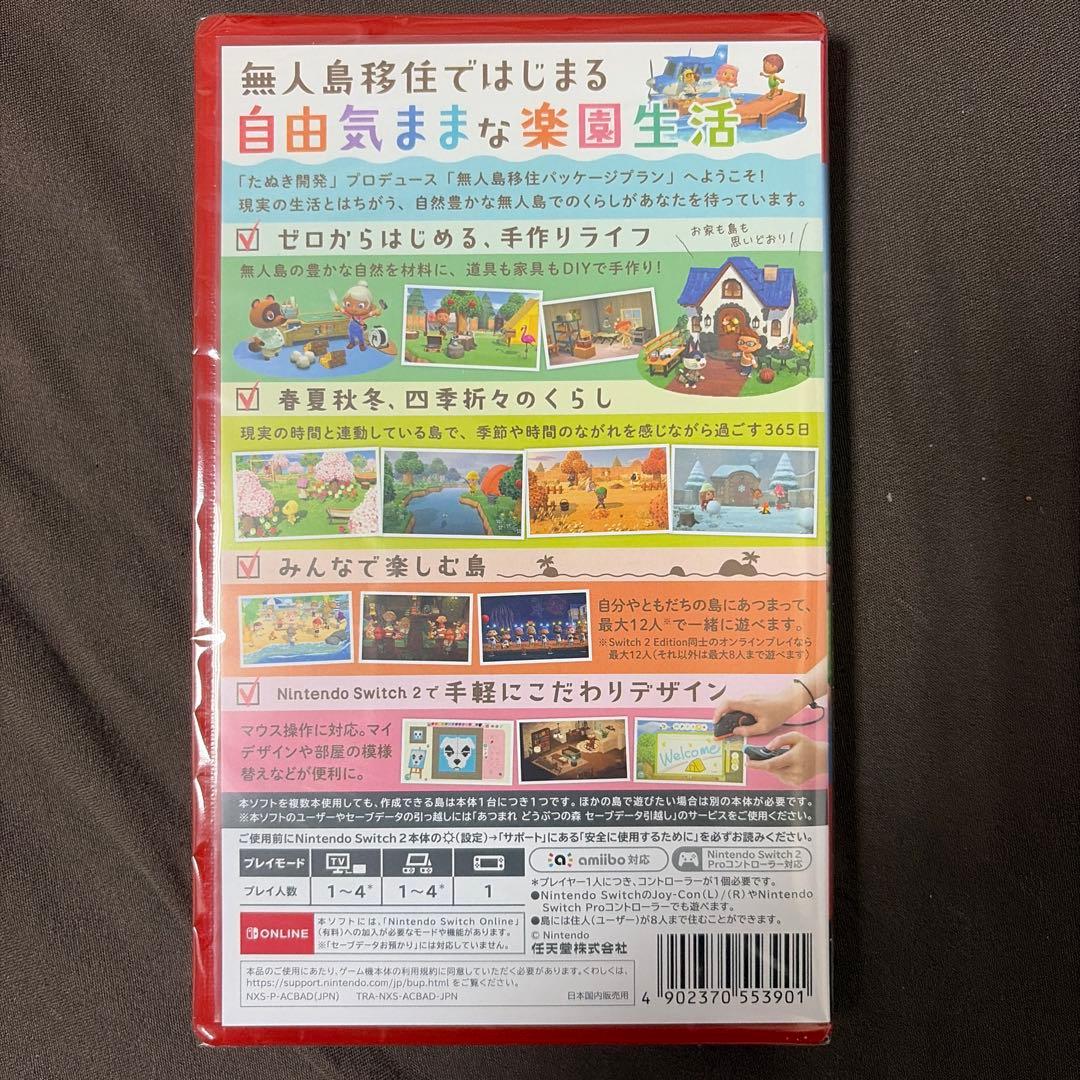 無人島移住ではじまる
自由気ままな楽園生活
「たぬき開発」プロデュース「無人島移住パッケージプラン」へようこそ!
現実の生活とはちがう、自然豊かな無人島でのくらしがあなたを待っています。
ゼロからはじめる、手作りライフ
お家も島も
思いどおり!
無人島の豊かな自然を材料に、道具も家具もDIYで手作り!
春夏秋冬、四季折々のくらし
現実の時間と連動している島で、季節や時間のながれを感じながら過ごす365日
みんなで楽しむ島
自分やともだちの島にあつまって、
最大12人※で一緒に遊べます。
※Switch 2 Edition同士のオンラインプレイなら
最大12人(それ以外は最大8人まで遊べます)
Nintendo Switch 2で手軽にこだわりデザイン
マウス操作に対応。マイ
デザインや部屋の模様
替えなどが便利に。
Welcome
本ソフトを複数本使用しても、作成できる島は本体1台につき1つです。ほかの島で遊びたい場合は別の本体が必要です。
※本ソフトのユーザーやセーブデータの引っ越しには「あつまれ どうぶつの森 セーブデータ引越し」のサービスをご使用ください。
ご使用前にNintendo Switch 2本体の(設定)→「サポート」にある「安全に使用するために」を必ずお読みください。
プレイモード TV
プレイ人数 1~4* 1~4* 1
amiibo対応
Nintendo Switch 2
Proコントローラー対応
*プレイヤー1人につき、コントローラーが1個必要です。
●Nintendo SwitchのJoy-Con(L)/(R)やNintendo
Switch Proコントローラーでも遊べます。
●島には住人(ユーザー)が8人まで住むことができます。
ONLINE
本ソフトには、「Nintendo Switch Online」
(有料)への加入が必要なモードや機能があります。
※「セーブデータお預かり」には対応していません。
© Nintendo
任天堂株式会社
本品のご使用にあたり、ゲーム機本体の利用規約に同意していただく必要があります。くわしくは、
https://support.nintendo.com/jp/bup.html をご覧ください。
NXS-P-ACBAD(JPN) TRA-NXS-ACBAD-JPN 日本国内販売用
4 902370 553901